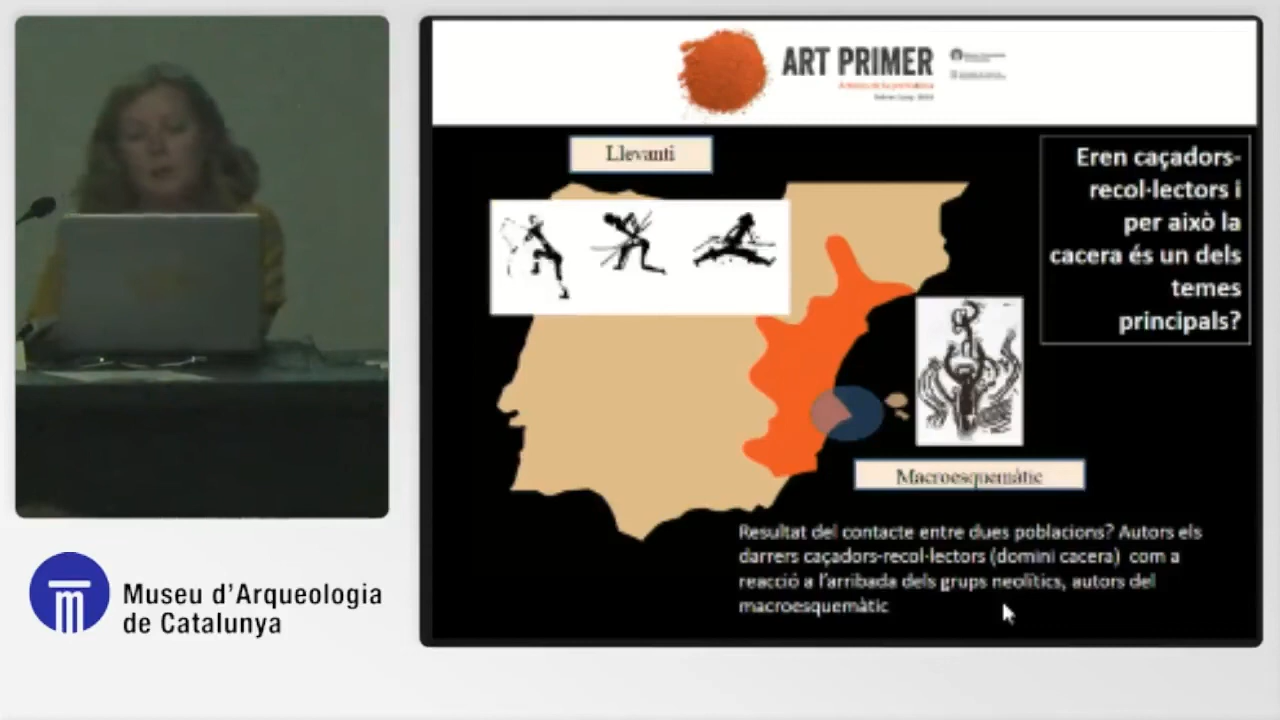 ART PRIMER
Llevantí
Eren caçadors-
recol·lectors i
per això la
cacera és un dels
temes
principals?
Macroesquemàtic
Resultat del contacte entre dues poblacions? Autors els
darrers caçadors-recol·lectors (domini cacera) com a
reacció a l'arribada dels grups neolítics, autors del
macroesquemàtic
Museu d'Arqueologia
de Catalunya